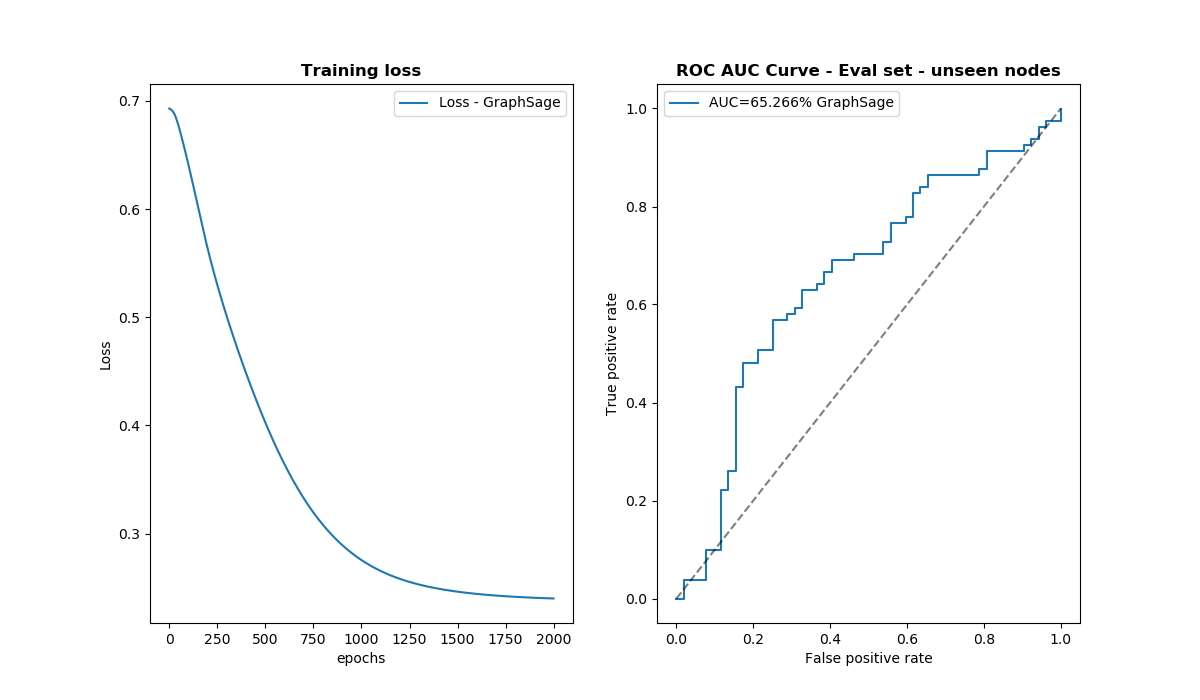 Training loss
Loss - GraphSage
0.7
0.6
0.5
0.4
0.3
Loss
0 250 500 750 1000 1250 1500 1750 2000
epochs
ROC AUC Curve - Eval set - unseen nodes
AUC=65.266% GraphSage
1.0
0.8
0.6
0.4
0.2
0.0
True positive rate
0.0 0.2 0.4 0.6 0.8 1.0
False positive rate